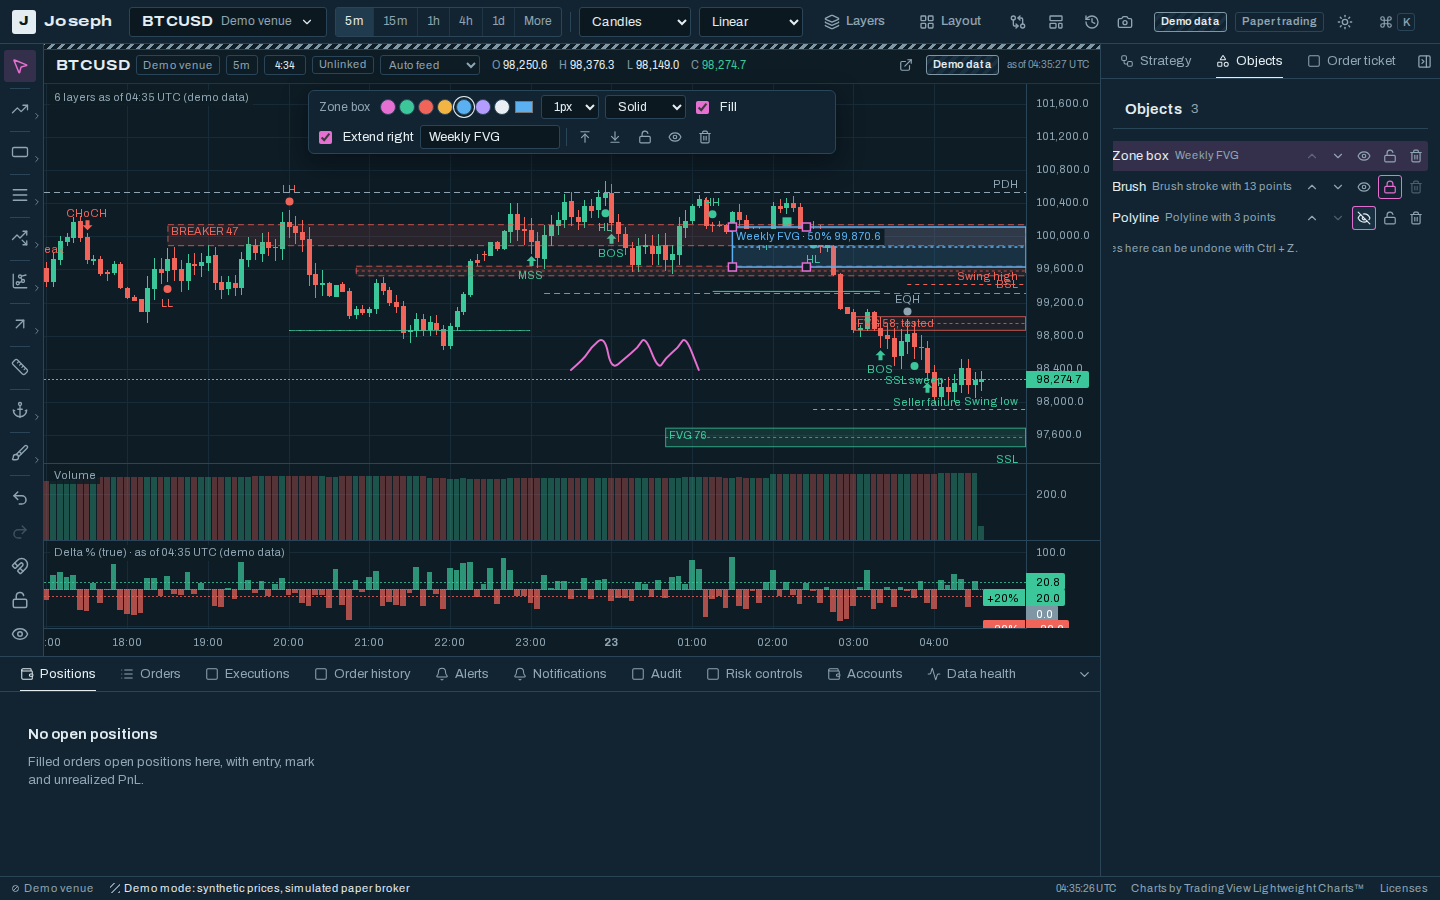 J Joseph BTCUSD Demo venue 5m 15m 1h 4h 1d More Candles Linear Layers Layout Demo data Paper trading ⌘ K
BTCUSD Demo venue 5m 4:34 Unlinked Auto feed O 98,250.6 H 98,376.3 L 98,149.0 C 98,274.7 Demo data as of 04:35:27 UTC
Strategy Objects Order ticket
6 layers as of 04:35 UTC (demo data)
Zone box 1px Solid Fill
Extend right Weekly FVG
Objects 3
Zone box Weekly FVG
Brush Brush stroke with 13 points
Polyline Polyline with 3 points
es here can be undone with Ctrl + Z.
101,600.0
101,200.0
100,800.0
PDH
100,400.0
100,000.0
99,600.0
99,200.0
98,800.0
98,400.0
98,274.7
98,000.0
97,600.0
LH
CHoCH
BREAKER 47
LL
HL
BOS
MSS
HH
Weekly FVG · 50% 99,870.6
HL
Swing high
BSL
EQH
FVG 58, tested
BOS
SSL sweep
Seller failure Swing low
FVG 76
SSL
Volume
200.0
Delta % (true) · as of 04:35 UTC (demo data)
100.0
20.8
+20% 20.0
0.0
18:00 19:00 20:00 21:00 22:00 23:00 23 01:00 02:00 03:00 04:00
Positions Orders Executions Order history Alerts Notifications Audit Risk controls Accounts Data health
No open positions
Filled orders open positions here, with entry, mark
and unrealized PnL.
Demo venue Demo mode: synthetic prices, simulated paper broker 04:35:26 UTC Charts by TradingView Lightweight Charts™ Licenses